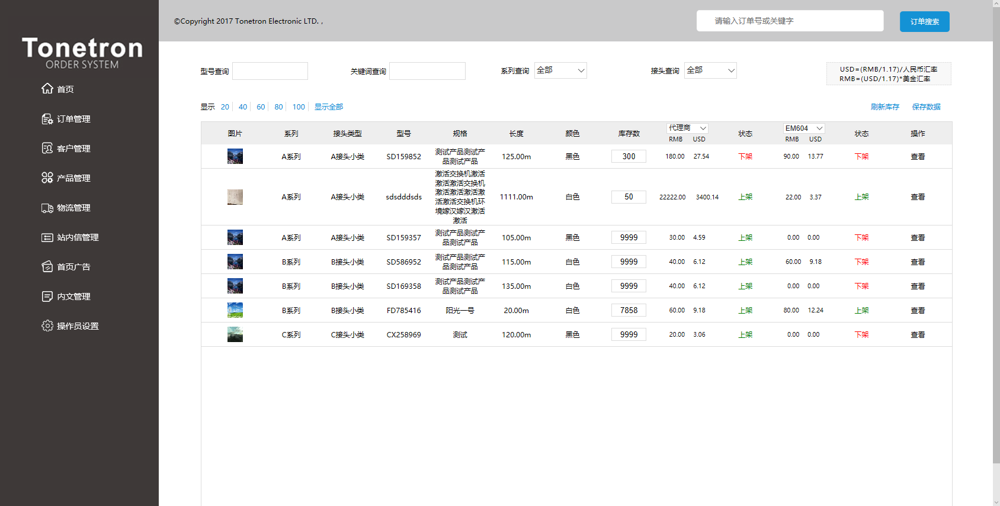 Tonetron
ORDER SYSTEM
首页
订单管理
客户管理
产品管理
物流管理
站内信管理
首页广告
内文管理
操作员设置
©Copyright 2017 Tonetron Electronic LTD. ,
请输入订单号或关键字
订单搜索
型号查询
关键词查询
系列查询 全部
接头查询 全部
USD=(RMB/1.17)/人民币汇率
RMB=(USD/1.17)*美金汇率
显示 20 40 60 80 100 显示全部
刷新库存 保存数据
图片 系列 接头类型 型号 规格 长度 颜色 库存数 代理商 状态 EM604 状态 操作
RMB USD RMB USD
A系列 A接头小类 SD159852 测试产品测试产 125.00m 黑色 300 180.00 27.54 下架 90.00 13.77 下架 查看
品测试产品
激活交换机激活
激活激活交换机
激活激活激活激
A系列 A接头小类 sdsdddsds 活激活交换机环 1111.00m 白色 50 22222.00 3400.14 上架 22.00 3.37 上架 查看
境嫁汉嫁汉激活
激活
A系列 A接头小类 SD159357 测试产品测试产 105.00m 黑色 9999 30.00 4.59 上架 0.00 0.00 下架 查看
品测试产品
B系列 B接头小类 SD586952 测试产品测试产 115.00m 白色 9999 40.00 6.12 上架 60.00 9.18 下架 查看
品测试产品
B系列 B接头小类 SD169358 测试产品测试产 135.00m 白色 9999 40.00 6.12 上架 0.00 0.00 下架 查看
品测试产品
B系列 B接头小类 FD785416 阳光一号 20.00m 白色 7858 60.00 9.18 上架 80.00 12.24 上架 查看
C系列 C接头小类 CX258969 测试 120.00m 黑色 9999 20.00 3.06 上架 0.00 0.00 下架 查看